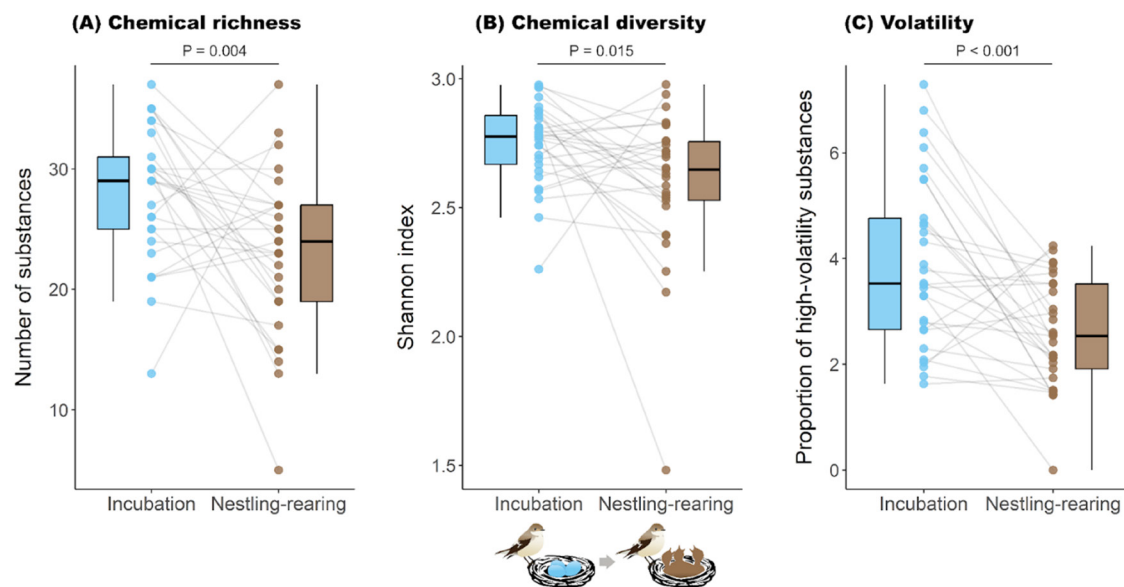 (A) Chemical richness
P = 0.004
Number of substances
30
20
10
Incubation Nestling-rearing
(B) Chemical diversity
P = 0.015
Shannon index
3.0
2.5
2.0
1.5
Incubation Nestling-rearing
(C) Volatility
P < 0.001
Proportion of high-volatility substances
6
4
2
0
Incubation Nestling-rearing